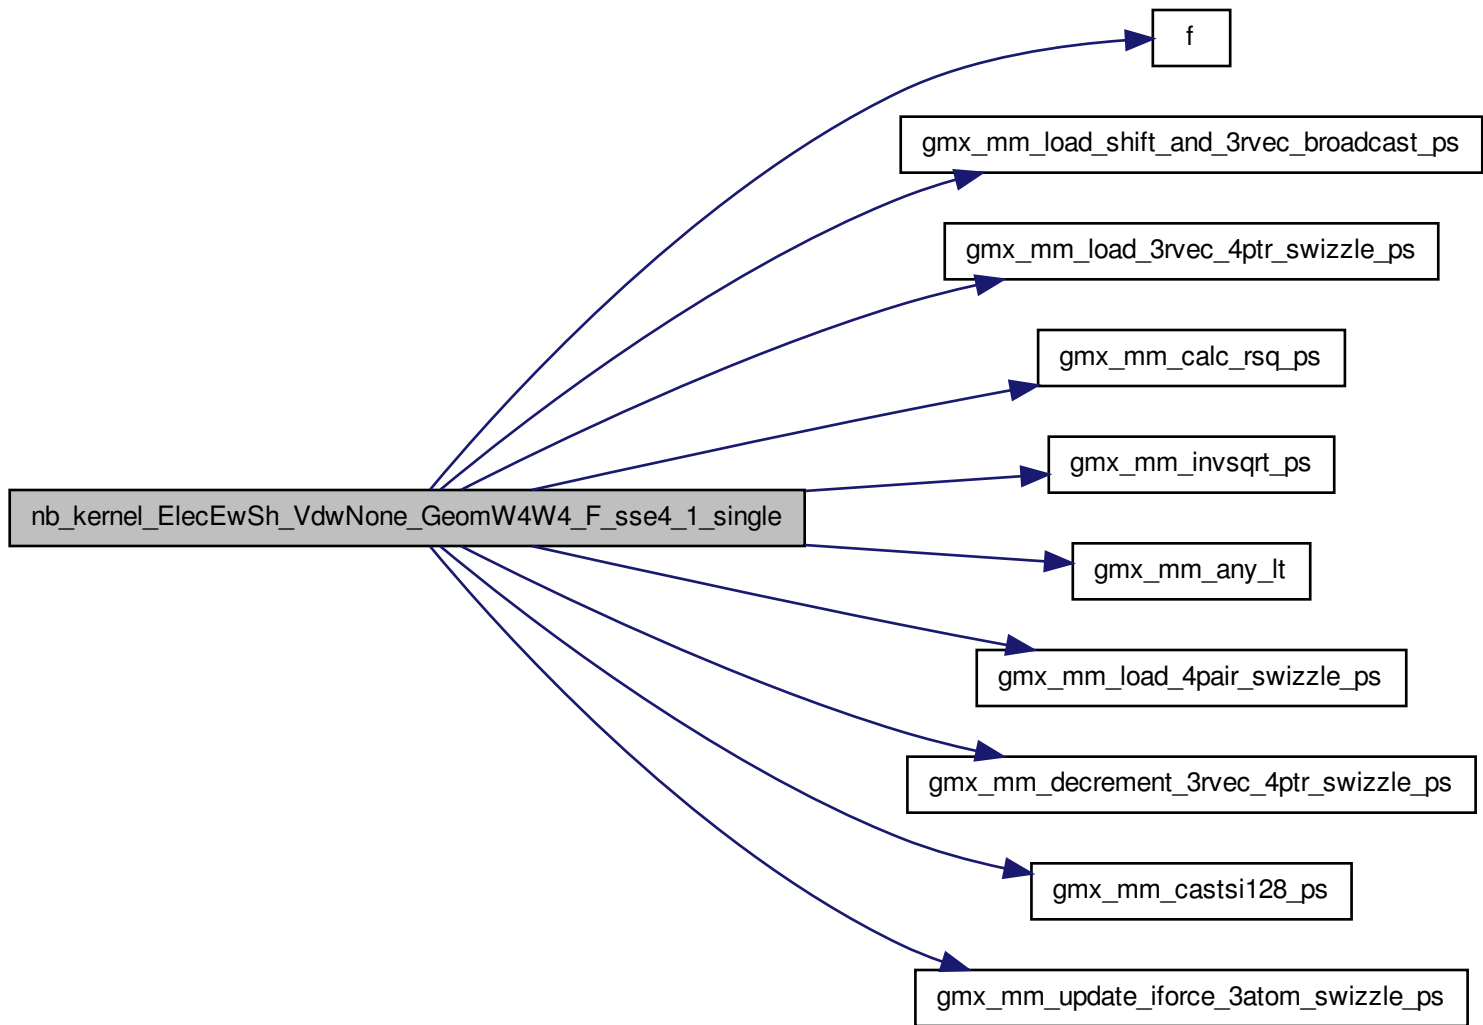 f
gmx_mm_load_shift_and_3rvec_broadcast_ps
gmx_mm_load_3rvec_4ptr_swizzle_ps
gmx_mm_calc_rsq_ps
gmx_mm_invsqrt_ps
nb_kernel_ElecEwSh_VdwNone_GeomW4W4_F_sse4_1_single
gmx_mm_any_lt
gmx_mm_load_4pair_swizzle_ps
gmx_mm_decrement_3rvec_4ptr_swizzle_ps
gmx_mm_castsi128_ps
gmx_mm_update_iforce_3atom_swizzle_ps